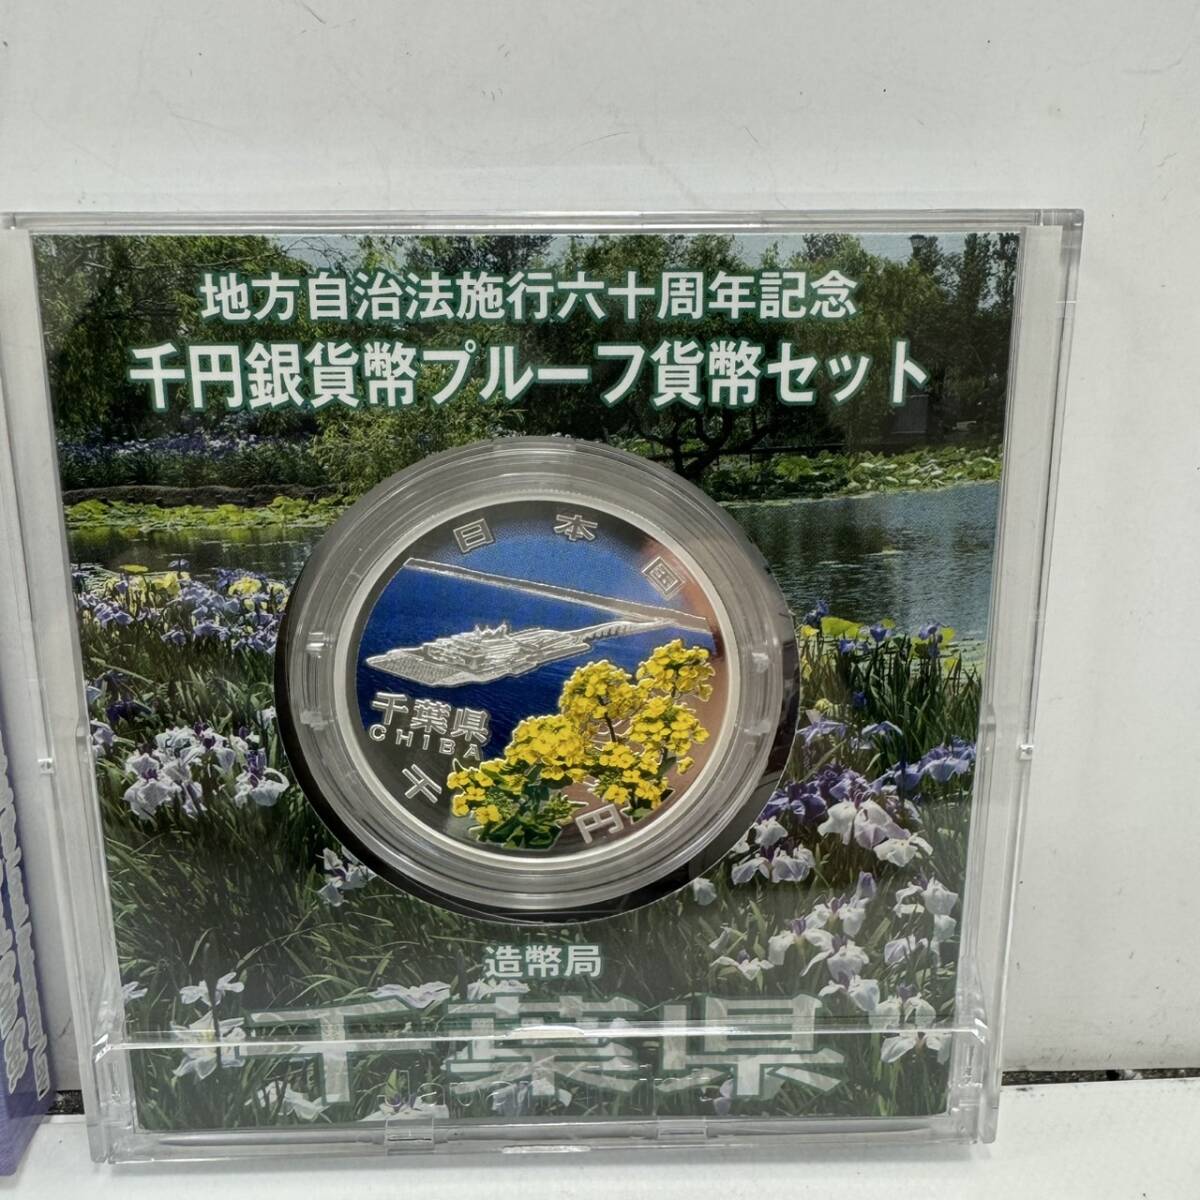 地方自治法施行六十周年記念
千円銀貨幣プルーフ貨幣セット
日本国
千葉県
CHIBA
千円
造幣局
千葉県
Japan Mint